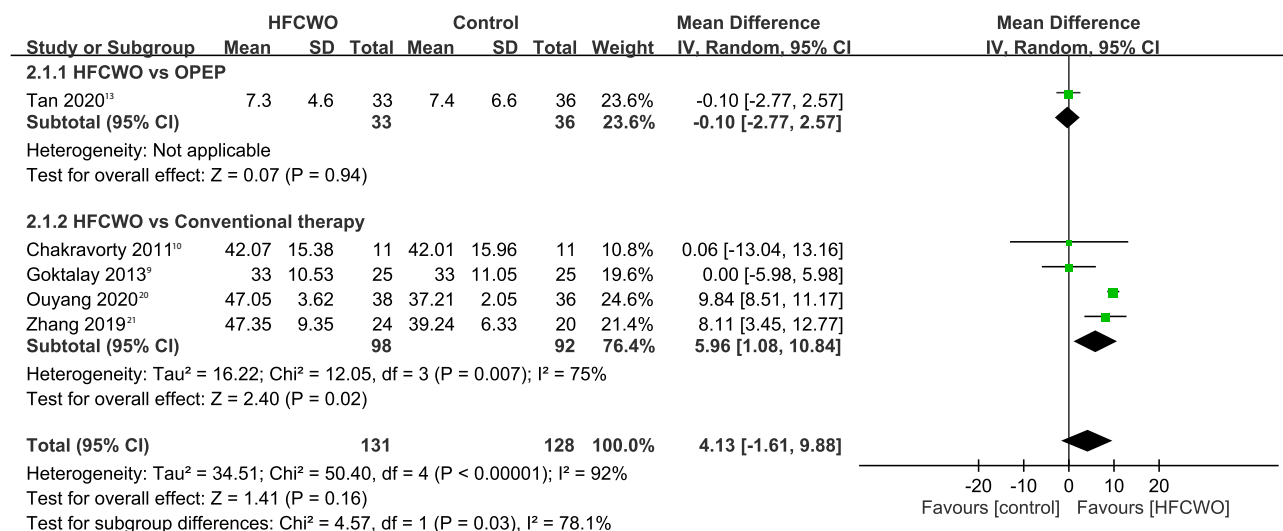 HFCWO Control Mean Difference Mean Difference
Study or Subgroup Mean SD Total Mean SD Total Weight IV, Random, 95% CI IV, Random, 95% CI
2.1.1 HFCWO vs OPEP
Tan 2020¹³ 7.3 4.6 33 7.4 6.6 36 23.6% -0.10 [-2.77, 2.57]
Subtotal (95% CI) 33 36 23.6% -0.10 [-2.77, 2.57]
Heterogeneity: Not applicable
Test for overall effect: Z = 0.07 (P = 0.94)
2.1.2 HFCWO vs Conventional therapy
Chakravorty 2011¹⁰ 42.07 15.38 11 42.01 15.96 11 10.8% 0.06 [-13.04, 13.16]
Goktalay 2013⁹ 33 10.53 25 33 11.05 25 19.6% 0.00 [-5.98, 5.98]
Ouyang 2020²⁰ 47.05 3.62 38 37.21 2.05 36 24.6% 9.84 [8.51, 11.17]
Zhang 2019²¹ 47.35 9.35 24 39.24 6.33 20 21.4% 8.11 [3.45, 12.77]
Subtotal (95% CI) 98 92 76.4% 5.96 [1.08, 10.84]
Heterogeneity: Tau² = 16.22; Chi² = 12.05, df = 3 (P = 0.007); I² = 75%
Test for overall effect: Z = 2.40 (P = 0.02)
Total (95% CI) 131 128 100.0% 4.13 [-1.61, 9.88]
Heterogeneity: Tau² = 34.51; Chi² = 50.40, df = 4 (P < 0.00001); I² = 92%
Test for overall effect: Z = 1.41 (P = 0.16)
Test for subgroup differences: Chi² = 4.57, df = 1 (P = 0.03), I² = 78.1%
-20 -10 0 10 20
Favours [control] Favours [HFCWO]